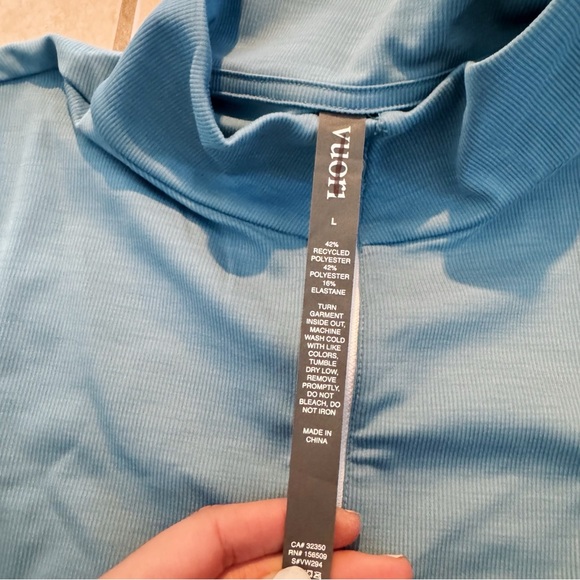 vuori
L
42%
RECYCLED
POLYESTER
42%
POLYESTER
16%
ELASTANE
TURN
GARMENT
INSIDE OUT,
MACHINE
WASH COLD
WITH LIKE
COLORS,
TUMBLE
DRY LOW,
REMOVE
PROMPTLY,
DO NOT
BLEACH, DO
NOT IRON
MADE IN
CHINA
CA# 32350
RN# 156509
S#VW294